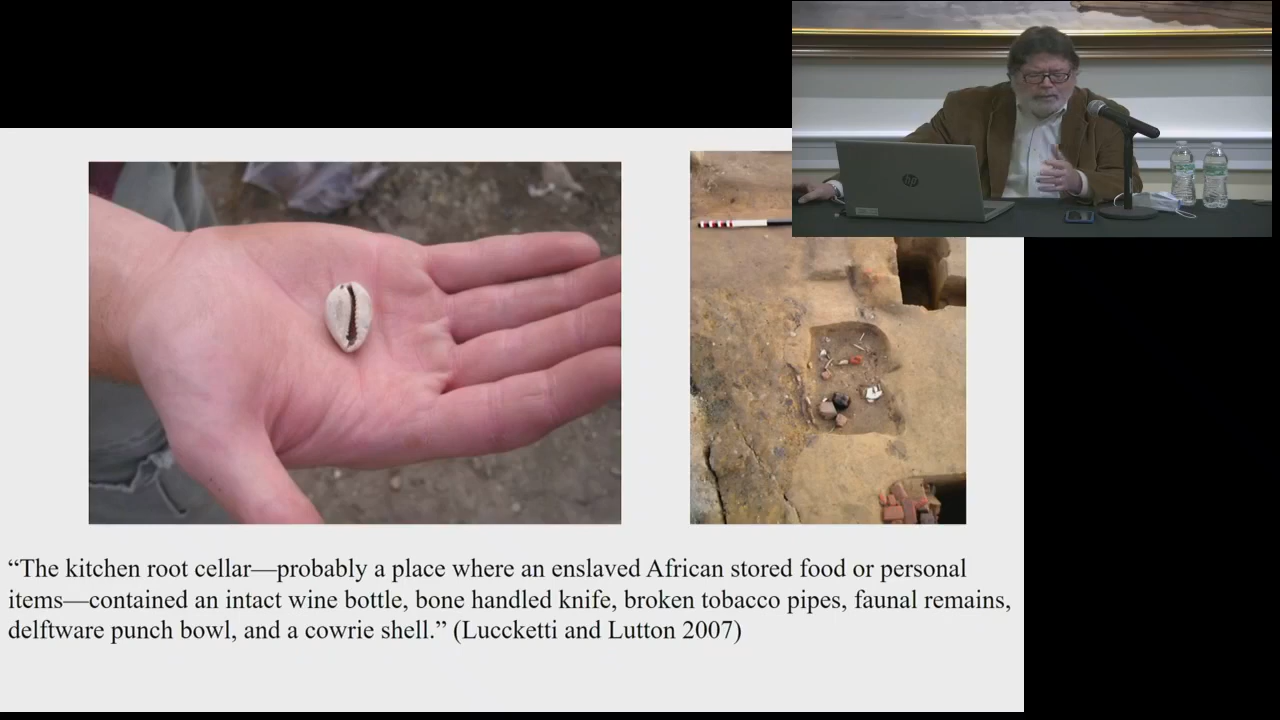 hp
“The kitchen root cellar—probably a place where an enslaved African stored food or personal
items—contained an intact wine bottle, bone handled knife, broken tobacco pipes, faunal remains,
delftware punch bowl, and a cowrie shell.” (Luccketti and Lutton 2007)